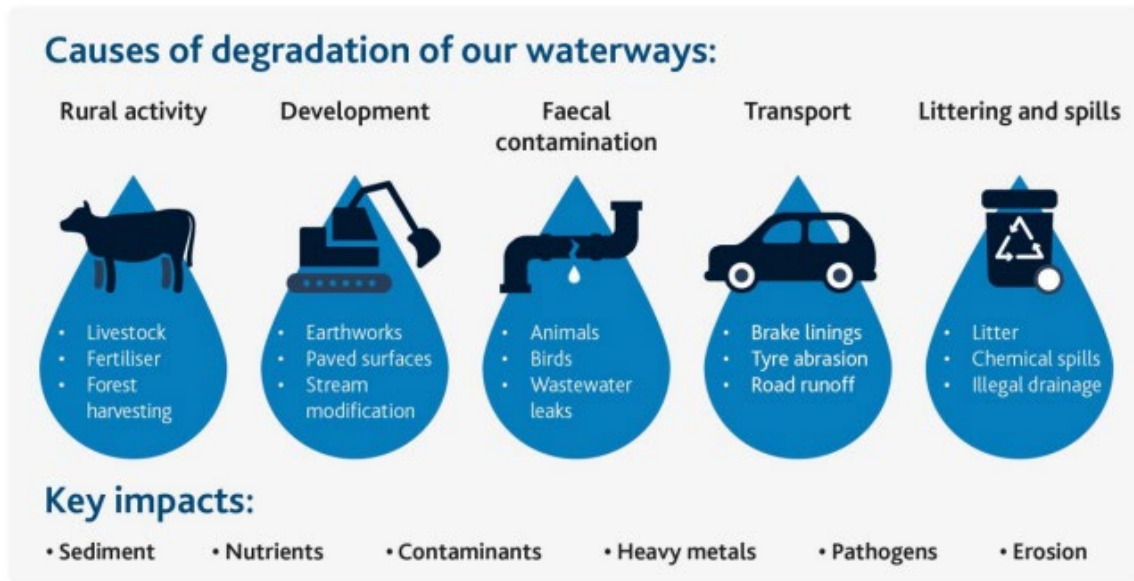 Causes of degradation of our waterways:
Rural activity
• Livestock
• Fertiliser
• Forest
harvesting
Development
• Earthworks
• Paved surfaces
• Stream
modification
Faecal
contamination
• Animals
• Birds
• Wastewater
leaks
Transport
• Brake linings
• Tyre abrasion
• Road runoff
Littering and spills
• Litter
• Chemical spills
• Illegal drainage
Key impacts:
• Sediment • Nutrients • Contaminants • Heavy metals • Pathogens • Erosion